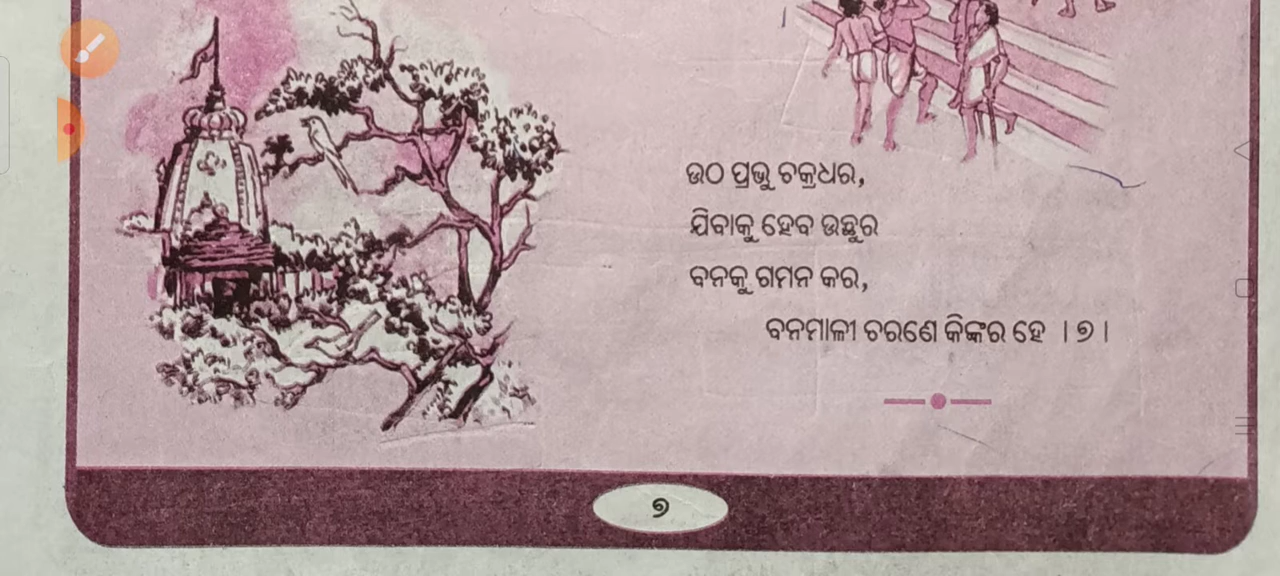 ଉଠ ପ୍ରଭୁ ଚକ୍ରଧର,
ଯିବାକୁ ହେବ ଉଛୁର
ବନକୁ ଗମନ କର,
ବନମାଳୀ ଚରଣେ କିଙ୍କର ହେ ।୭।
୭